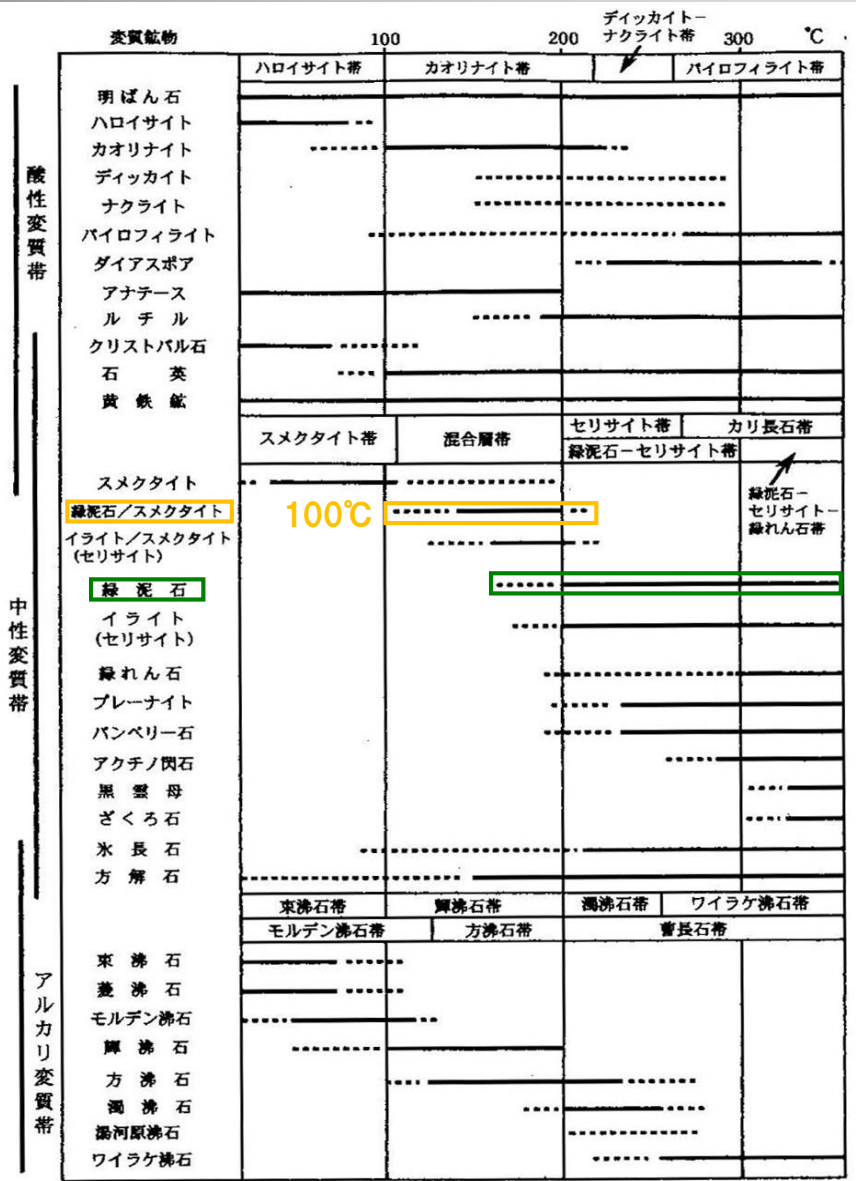 変質鉱物
100
200
300
℃
ディッカイト－
ナクライト帯
ハロイサイト帯
カオリナイト帯
パイロフィライト帯
酸性変質帯
明ばん石
ハロイサイト
カオリナイト
ディッカイト
ナクライト
パイロフィライト
ダイアスポア
アナテース
ルチル
クリストバル石
石英
黄鉄鉱
スメクタイト帯
混合層帯
セリサイト帯
カリ長石帯
緑泥石－セリサイト帯
緑泥石－
セリサイト－
緑れん石帯
中性変質帯
スメクタイト
緑泥石／スメクタイト
100℃
イライト／スメクタイト
(セリサイト)
緑泥石
イライト
(セリサイト)
緑れん石
プレーナイト
パンペリー石
アクチノ閃石
黒雲母
ざくろ石
氷長石
方解石
束沸石帯
輝沸石帯
濁沸石帯
ワイラケ沸石帯
モルデン沸石帯
方沸石帯
曹長石帯
アルカリ変質帯
束沸石
菱沸石
モルデン沸石
輝沸石
方沸石
濁沸石
湯河原沸石
ワイラケ沸石